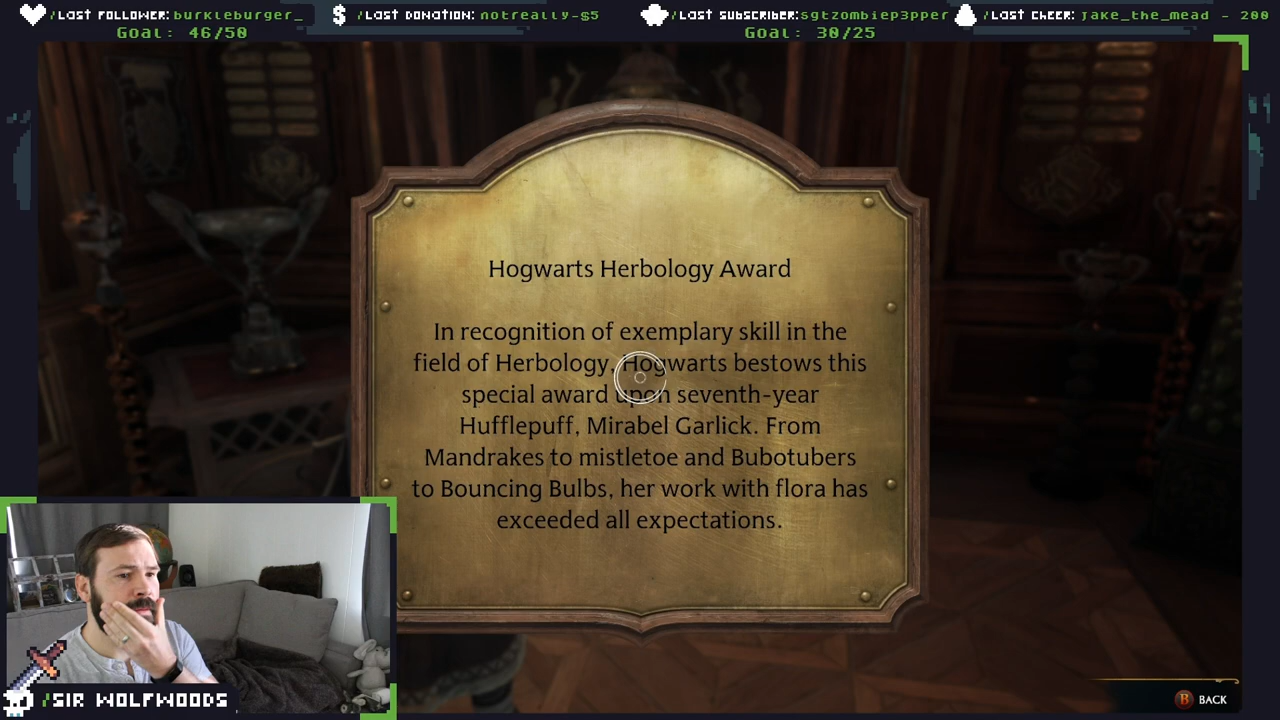 /Last Follower: burkleburger_
/Last Donation: notreally-$5
/Last Subscriber: sgtzombiep3pper
/Last Cheer: jake_the_mead - 200
Goal: 46/50
Goal: 30/25
Hogwarts Herbology Award
In recognition of exemplary skill in the
field of Herbology, Hogwarts bestows this
special award upon seventh-year
Hufflepuff, Mirabel Garlick. From
Mandrakes to mistletoe and Bubotubers
to Bouncing Bulbs, her work with flora has
exceeded all expectations.
/SIR WOLFWOODS
B BACK